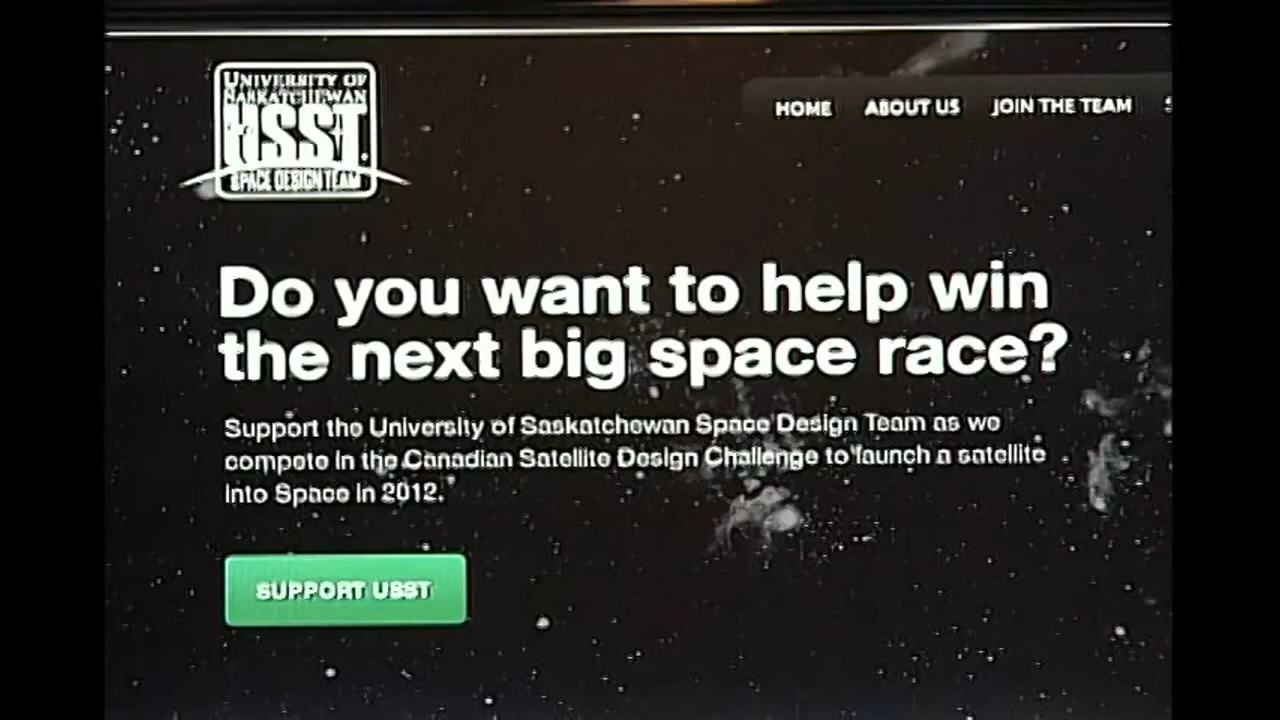 UNIVERSITY OF
SASKATCHEWAN
USST
SPACE DESIGN TEAM
HOME ABOUT US JOIN THE TEAM
Do you want to help win
the next big space race?
Support the University of Saskatchewan Space Design Team as we
compete in the Canadian Satellite Design Challenge to launch a satellite
into Space in 2012.
SUPPORT USST